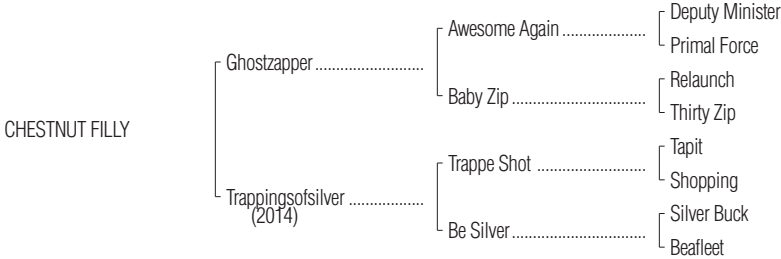 Deputy Minister
Awesome Again ....................
Primal Force
Ghostzapper ..........................
Relaunch
Baby Zip ................................
Thirty Zip
CHESTNUT FILLY
Tapit
Trappe Shot ..........................
Shopping
Trappingsofsilver ..................
(2014)
Silver Buck
Be Silver ................................
Beafleet